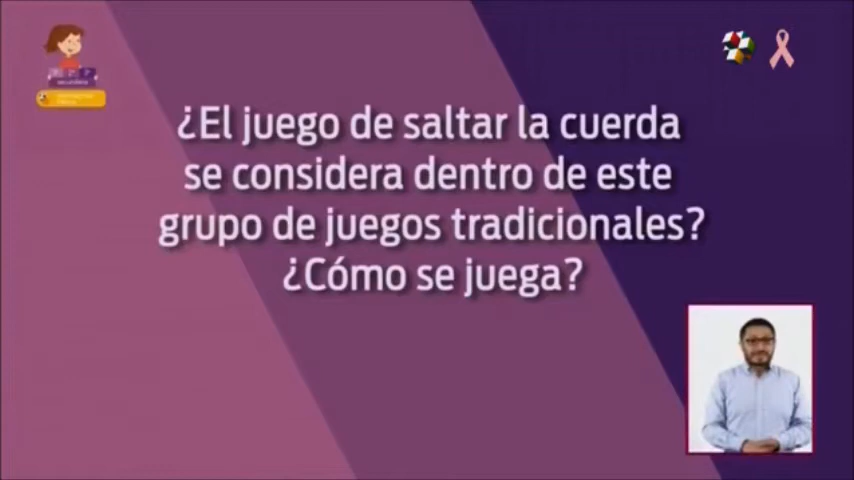 ¿El juego de saltar la cuerda
se considera dentro de este
grupo de juegos tradicionales?
¿Cómo se juega?